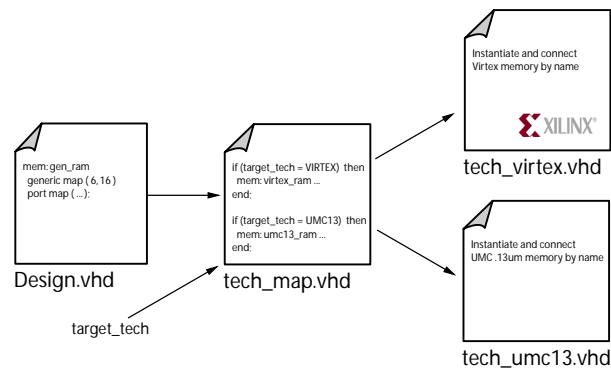 mem: gen_ram
generic map ( 6, 16 )
port map ( ... );
Design.vhd
target_tech
if (target_tech = VIRTEX) then
mem: virtex_ram ...
end;
if (target_tech = UMC13) then
mem: umc13_ram ...
end;
tech_map.vhd
Instantiate and connect
Virtex memory by name
XILINX®
tech_virtex.vhd
Instantiate and connect
UMC .13um memory by name
tech_umc13.vhd